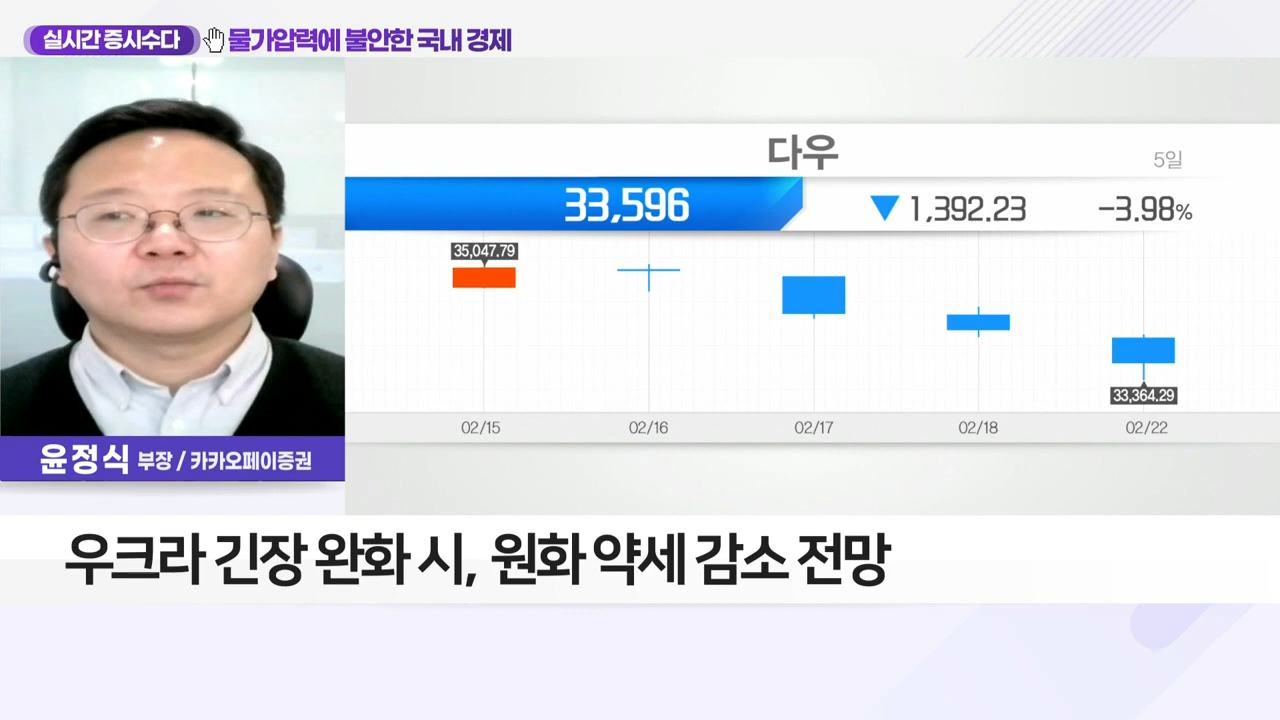 실시간 증시수다 물가압력에 불안한 국내 경제
다우
5일
33,596 ▼ 1,392.23 -3.98%
35,047.79
33,364.29
02/15 02/16 02/17 02/18 02/22
윤정식 부장 / 카카오페이증권
우크라 긴장 완화 시, 원화 약세 감소 전망